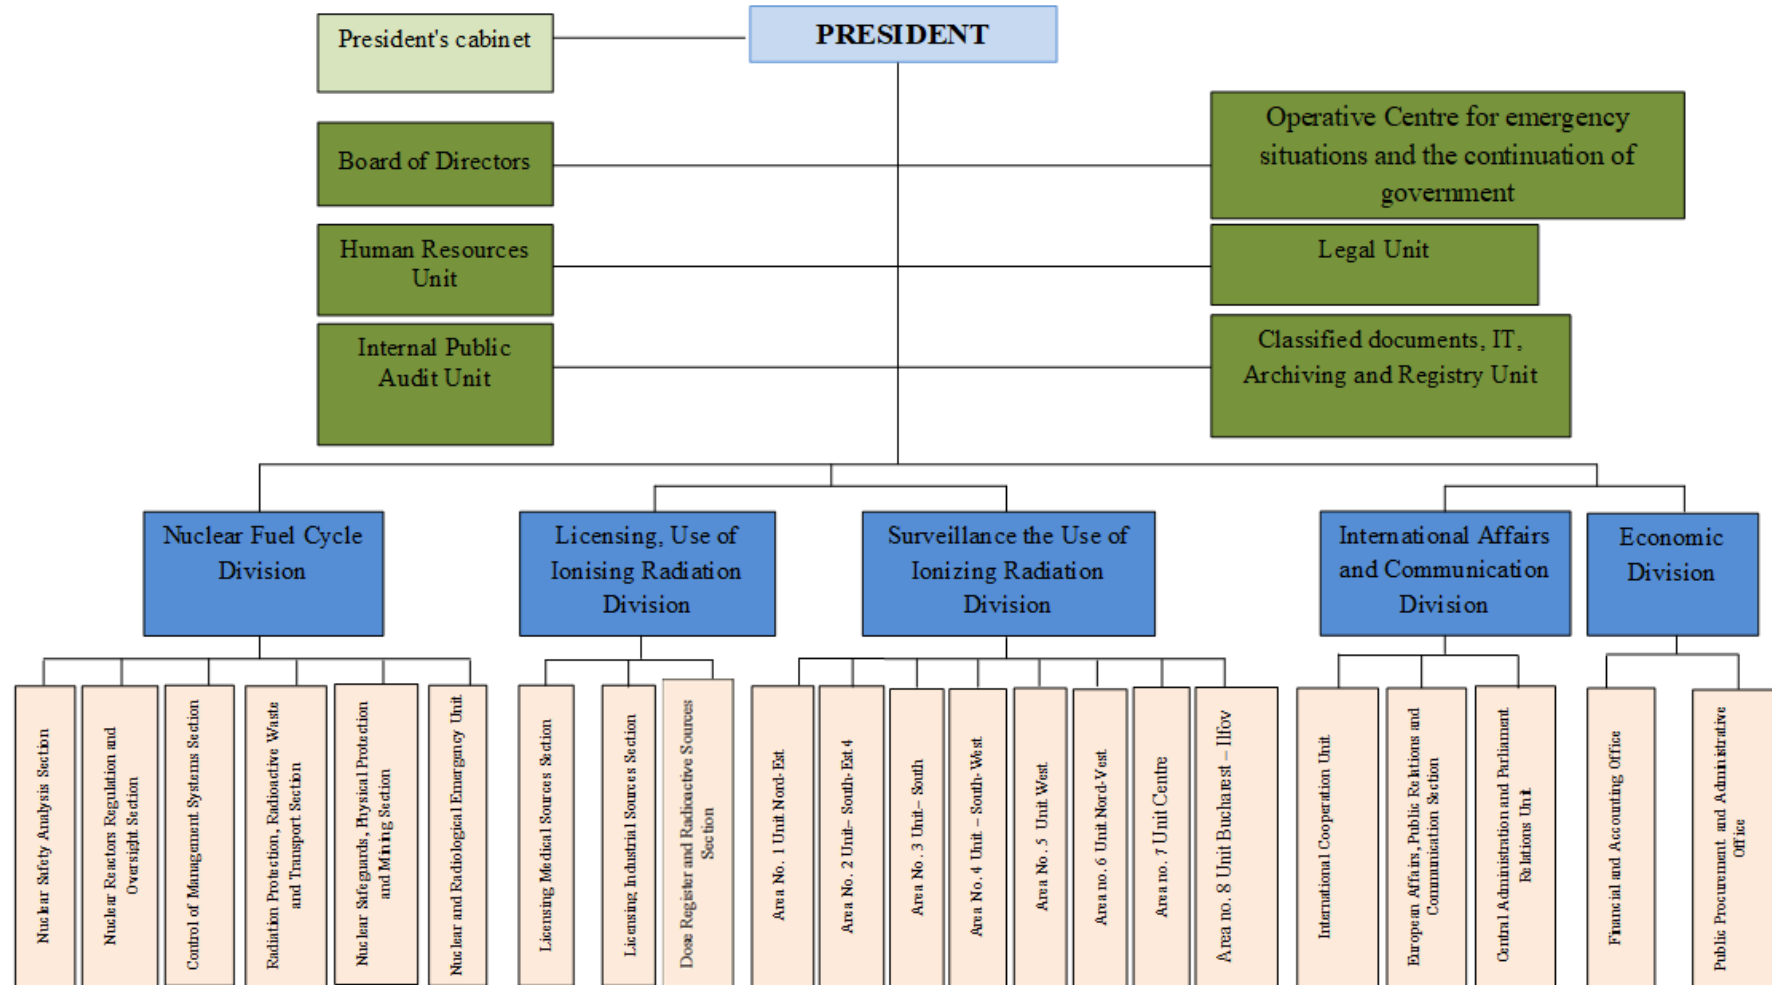 President's cabinet
PRESIDENT
Board of Directors
Operative Centre for emergency
situations and the continuation of
government
Human Resources
Unit
Legal Unit
Internal Public
Audit Unit
Classified documents, IT,
Archiving and Registry Unit
Nuclear Fuel Cycle
Division
Licensing, Use of
Ionising Radiation
Division
Surveillance the Use of
Ionizing Radiation
Division
International Affairs
and Communication
Division
Economic
Division
Nuclear Safety Analysis Section
Nuclear Reactors Regulation and
Oversight Section
Control of Management Systems Section
Radiation Protection, Radioactive Waste
and Transport Section
Nuclear Safeguards, Physical Protection
and Mining Section
Nuclear and Radiological Emergency Unit
Licensing Medical Sources Section
Licensing Industrial Sources Section
Dose Register and Radioactive Sources
Section
Area No. 1 Unit Nord-Est
Area No. 2 Unit– South-Est 4
Area No. 3 Unit– South
Area No. 4 Unit – South-West
Area No. 5 Unit West
Area no. 6 Unit Nord-Vest
Area no. 7 Unit Centre
Area no. 8 Unit Bucharest – Ilfov
International Cooperation Unit
European Affairs, Public Relations and
Communication Section
Central Administration and Parliament
Relations Unit
Financial and Accounting Office
Public Procurement and Administrative
Office